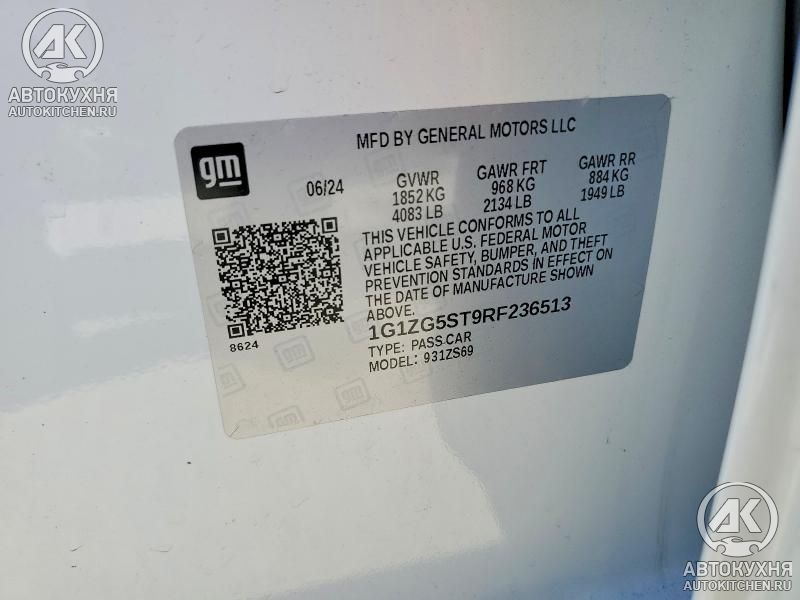 AK
АВТОКУХНЯ
AUTOKITCHEN.RU
MFD BY GENERAL MOTORS LLC
gm
06/24
GVWR
1852 KG
4083 LB
GAWR FRT
968 KG
2134 LB
GAWR RR
884 KG
1949 LB
THIS VEHICLE CONFORMS TO ALL
APPLICABLE U.S. FEDERAL MOTOR
VEHICLE SAFETY, BUMPER, AND THEFT
PREVENTION STANDARDS IN EFFECT ON
THE DATE OF MANUFACTURE SHOWN
ABOVE.
1G1ZG5ST9RF236513
TYPE: PASS CAR
MODEL: 931ZS69
8624
AK
АВТОКУХНЯ
AUTOKITCHEN.RU